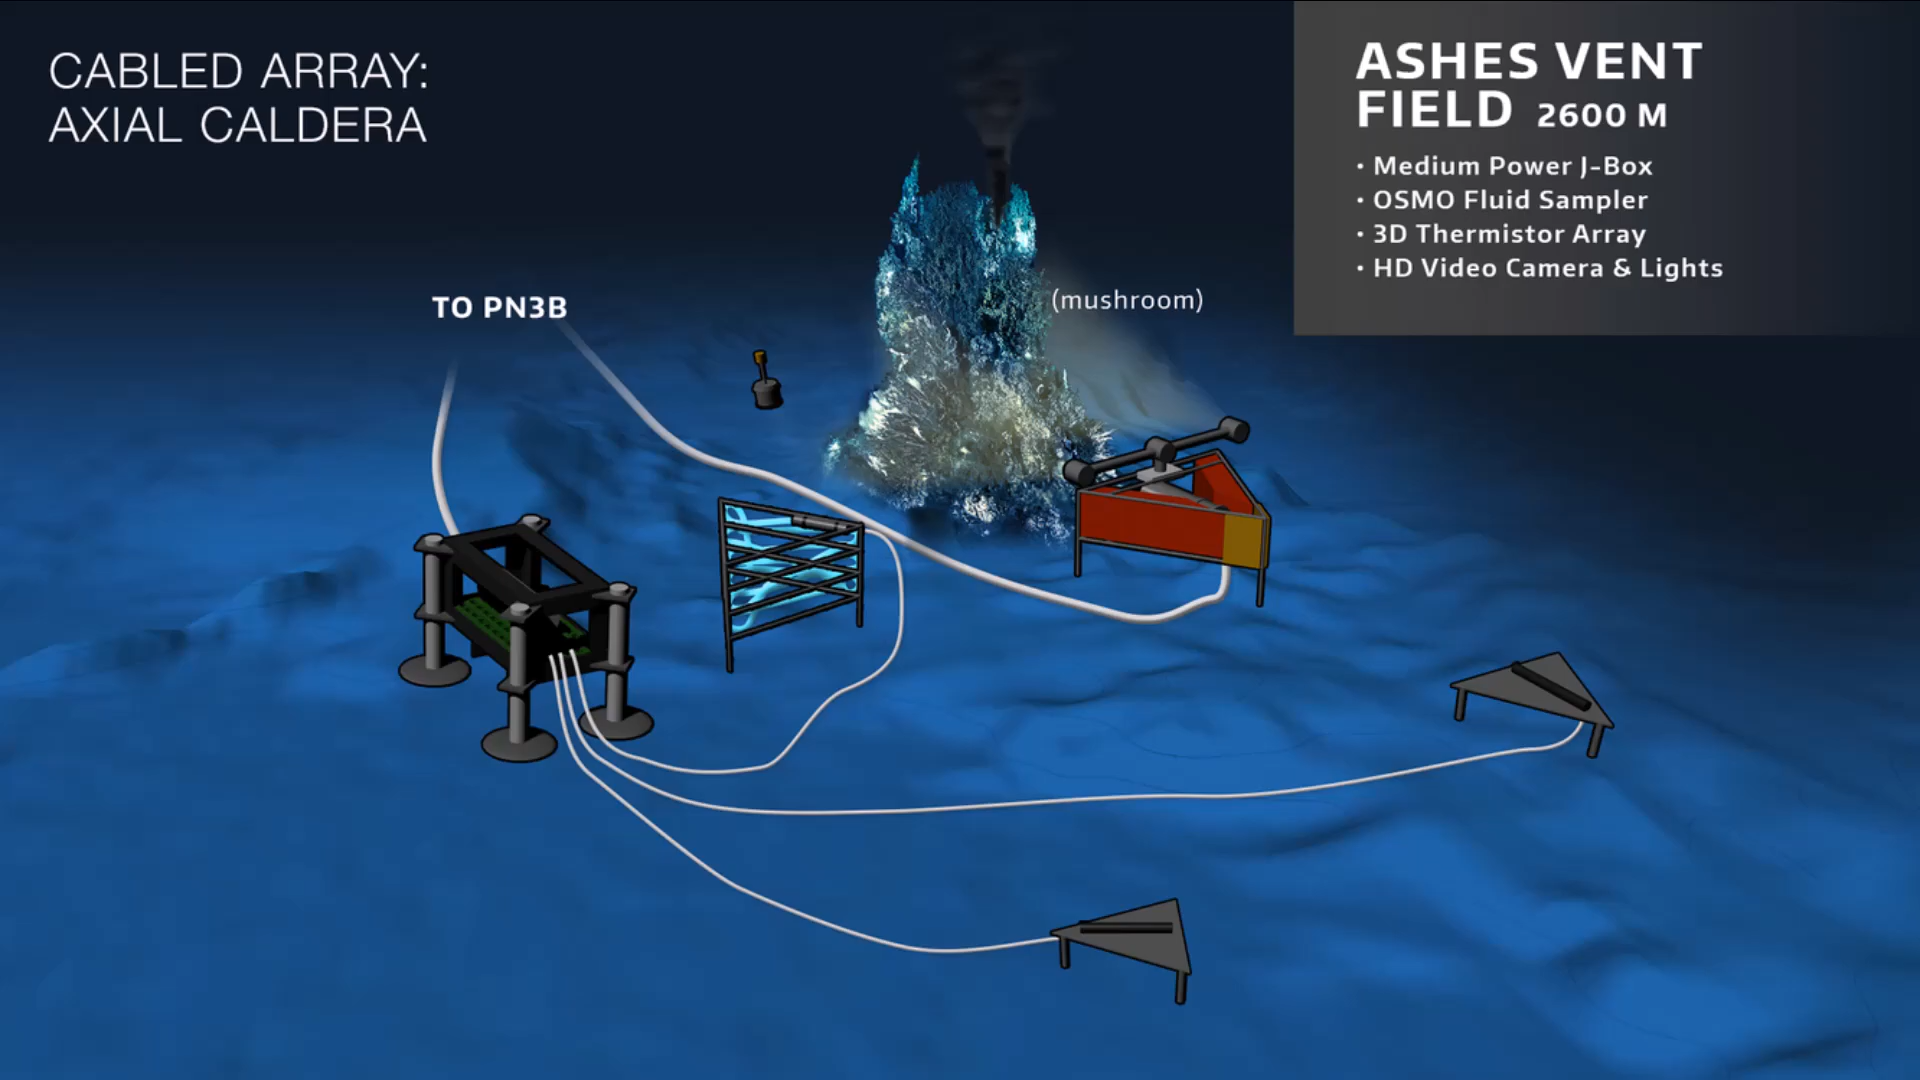 CABLED ARRAY:
AXIAL CALDERA
ASHES VENT
FIELD 2600 M
• Medium Power J-Box
• OSMO Fluid Sampler
• 3D Thermistor Array
• HD Video Camera & Lights
TO PN3B
(mushroom)